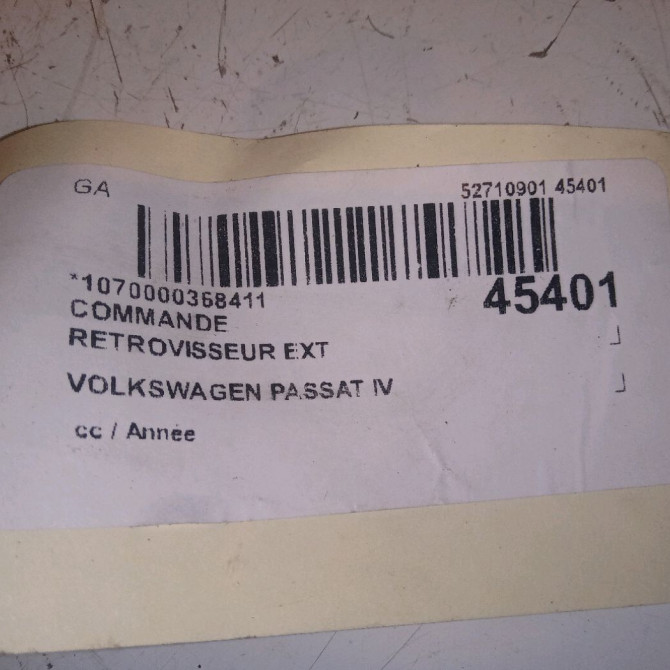 GA 52710901 45401
*1070000368411 45401
COMMANDE
RETROVISSEUR EXT
VOLKSWAGEN PASSAT IV
cc / Année